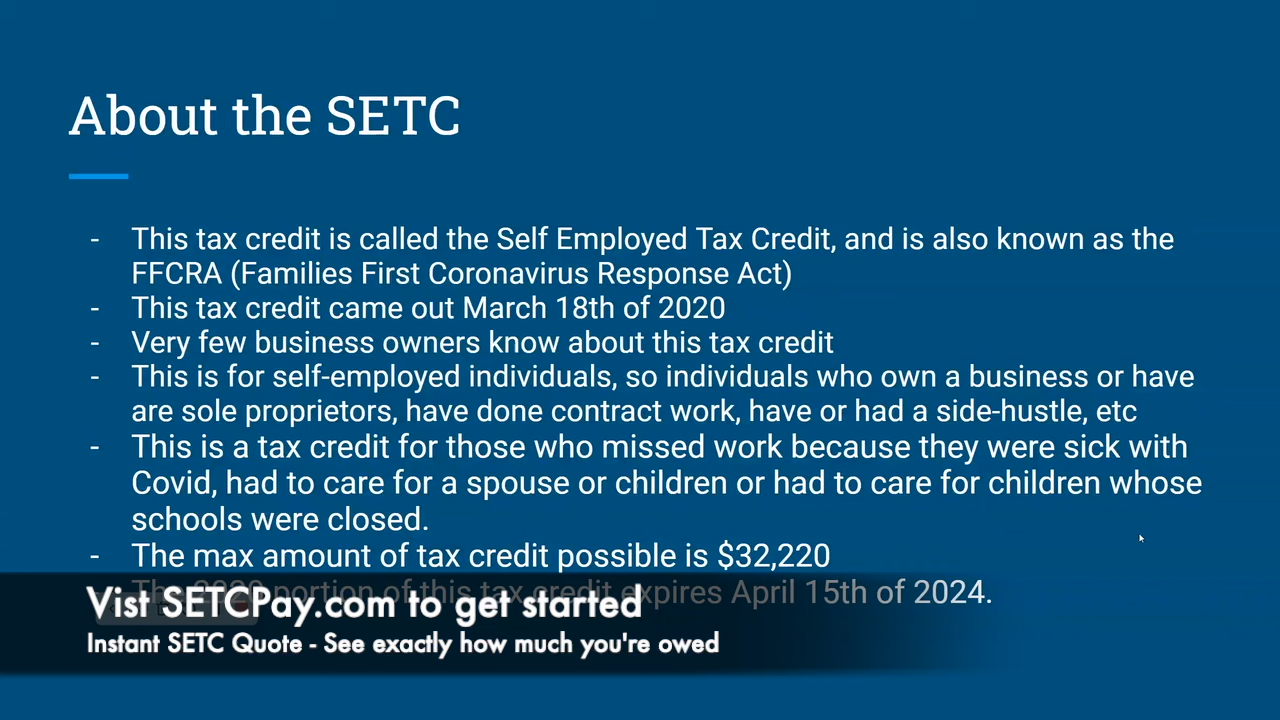 About the SETC
- This tax credit is called the Self Employed Tax Credit, and is also known as the
FFCRA (Families First Coronavirus Response Act)
- This tax credit came out March 18th of 2020
- Very few business owners know about this tax credit
- This is for self-employed individuals, so individuals who own a business or have
are sole proprietors, have done contract work, have or had a side-hustle, etc
- This is a tax credit for those who missed work because they were sick with
Covid, had to care for a spouse or children or had to care for children whose
schools were closed.
- The max amount of tax credit possible is $32,220
The 2020 portion of this tax credit expires April 15th of 2024.
Vist SETCPay.com to get started
Instant SETC Quote - See exactly how much you're owed